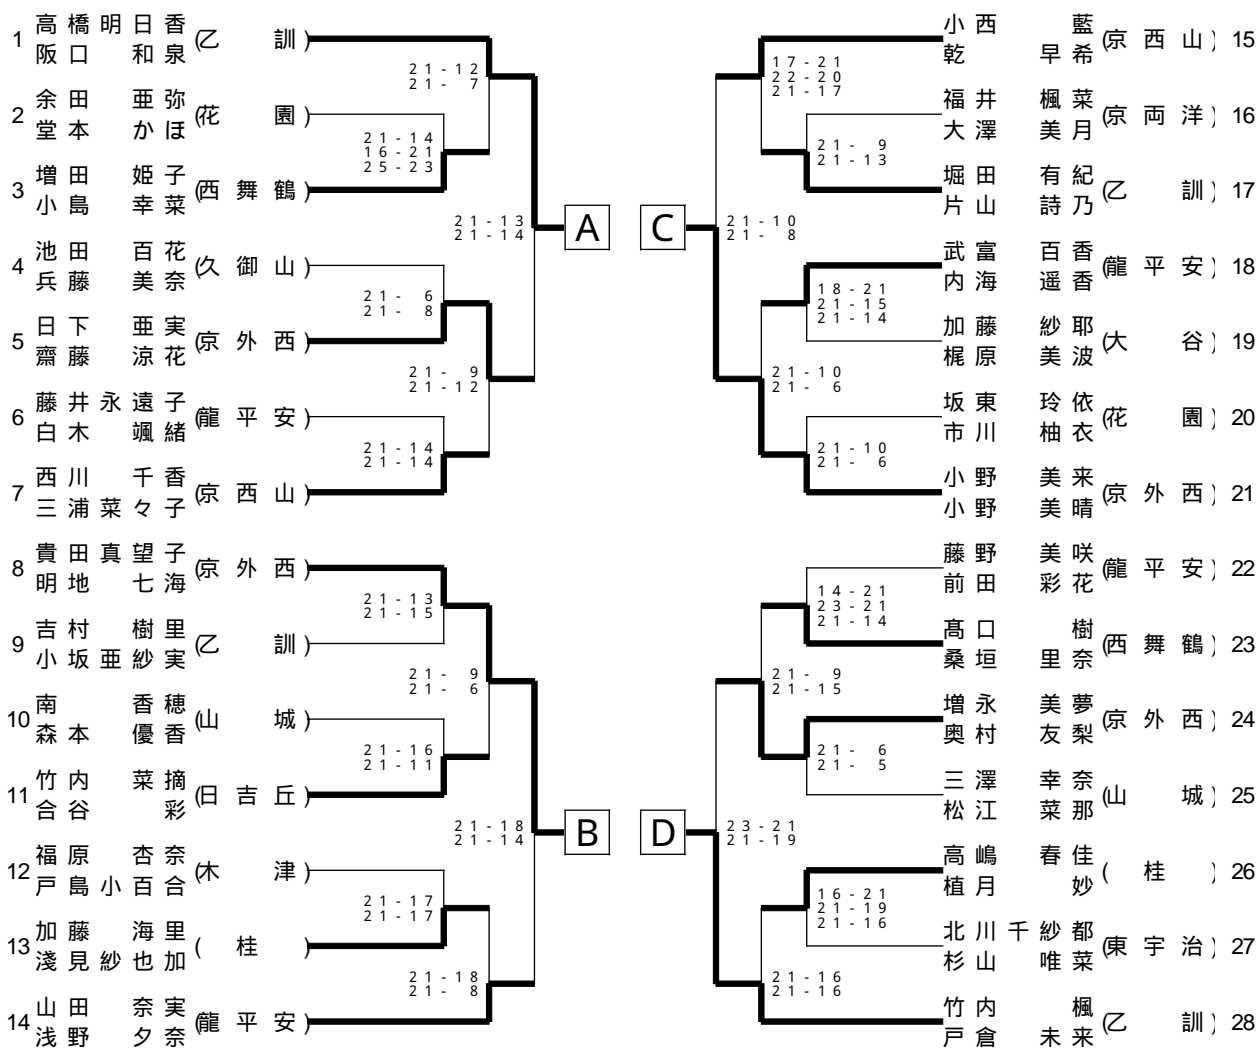 1 高橋明日香 (乙訓)
阪口和泉
21-12
21-7
2 余田亜弥 (花園)
堂本かほ
21-14
16-21
25-23
3 増田姫子 (西舞鶴)
小島幸菜
21-13
21-14
A
4 池田百花 (久御山)
兵藤美奈
21-6
21-8
5 日下亜実 (京外西)
齋藤涼花
21-9
21-12
6 藤井永遠子 (龍平安)
白木颯緒
21-14
21-14
7 西川千香 (京西山)
三浦菜々子
8 貴田真望子 (京外西)
明地七海
21-13
21-15
9 吉村樹里 (乙訓)
小坂亜紗実
21-9
21-6
10 南香穂 (山城)
森本優香
21-16
21-11
11 竹内菜摘 (日吉丘)
合谷彩
21-18
21-14
B
12 福原杏奈 (木津)
戸島小百合
21-17
21-17
13 加藤海里 (桂)
淺見紗也加
21-18
21-8
14 山田奈実 (龍平安)
浅野夕奈
小西藍 (京西山) 15
乾早希
17-21
22-20
21-17
福井楓菜 (京両洋) 16
大澤美月
21-9
21-13
堀田有紀 (乙訓) 17
片山詩乃
C
21-10
21-8
武富百香 (龍平安) 18
内海遥香
18-21
21-15
21-14
加藤紗耶 (大谷) 19
梶原美波
21-10
21-6
坂東玲依 (花園) 20
市川柚衣
21-10
21-6
小野美来 (京外西) 21
小野美晴
藤野美咲 (龍平安) 22
前田彩花
14-21
23-21
21-14
髙口樹 (西舞鶴) 23
桑垣里奈
21-9
21-15
増永美夢 (京外西) 24
奥村友梨
21-6
21-5
三澤幸奈 (山城) 25
松江菜那
D
23-21
21-19
高嶋春佳 (桂) 26
植月妙
16-21
21-19
21-16
北川千紗都 (東宇治) 27
杉山唯菜
21-16
21-16
竹内楓 (乙訓) 28
戸倉未来